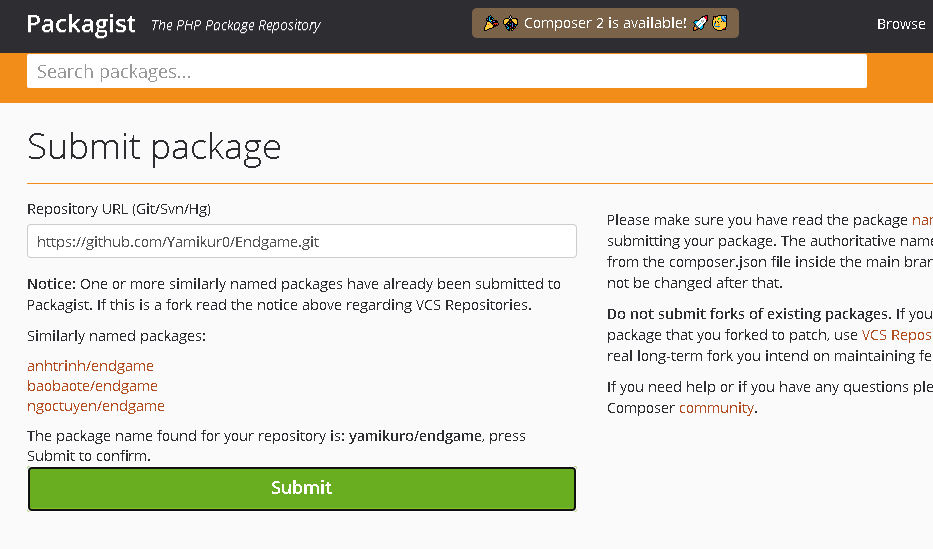 Packagist The PHP Package Repository
Composer 2 is available!
Browse
Search packages...
Submit package
Repository URL (Git/Svn/Hg)
https://github.com/Yamikur0/Endgame.git
Notice: One or more similarly named packages have already been submitted to
Packagist. If this is a fork read the notice above regarding VCS Repositories.
Similarly named packages:
anhtrinh/endgame
baobaote/endgame
ngoctuyen/endgame
The package name found for your repository is: yamikuro/endgame, press
Submit to confirm.
Submit
Please make sure you have read the package
submitting your package. The authoritative name
from the composer.json file inside the main
not be changed after that.
Do not submit forks of existing packages. If you
package that you forked to patch, use VCS
real long-term fork you intend on maintaining
If you need help or if you have any questions
Composer community.